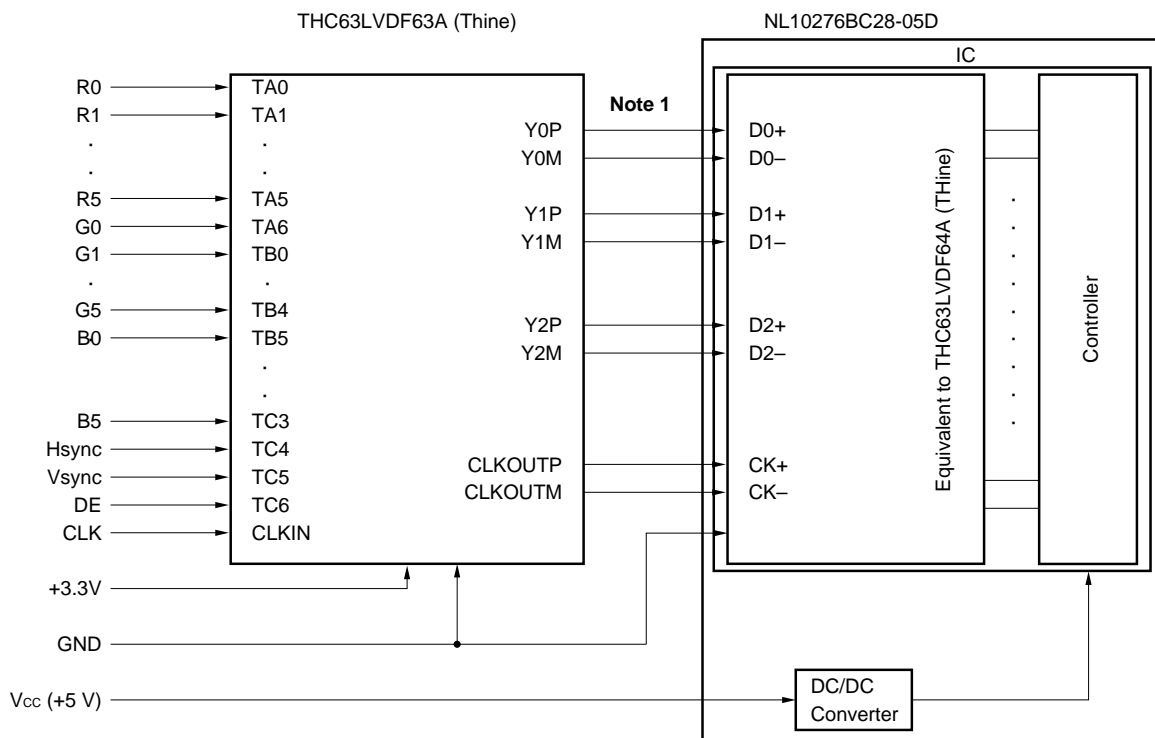 THC63LVDF63A (Thine)
NL10276BC28-05D
IC
R0
TA0
R1
TA1
Note 1
Y0P
D0+
.
.
Y0M
D0–
.
.
R5
TA5
Y1P
D1+
G0
TA6
Y1M
D1–
G1
TB0
.
.
G5
TB4
Y2P
D2+
B0
TB5
Y2M
D2–
.
.
B5
TC3
Hsync
TC4
CLKOUTP
CK+
Vsync
TC5
CLKOUTM
CK–
DE
TC6
CLK
CLKIN
Equivalent to THC63LVDF64A (THine)
Controller
+3.3V
GND
Vcc (+5 V)
DC/DC
Converter